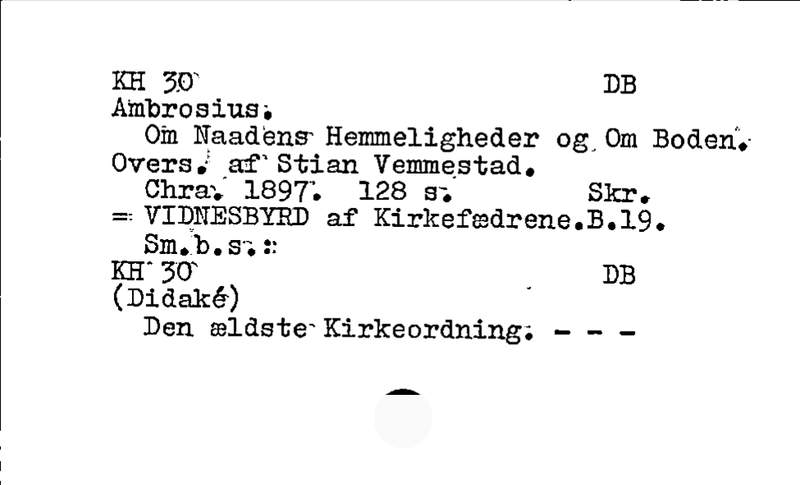 KH 30 DB
Ambrosius.
Om Naadens Hemmeligheder og Om Boden.
Overs. af Stian Vemmestad.
Chra. 1897. 128 s. Skr.
= VIDNESBYRD af Kirkefædrene.B.19.
Sm.b.s.:
KH 30 DB
(Didaké)
Den ældste Kirkeordning. - - -